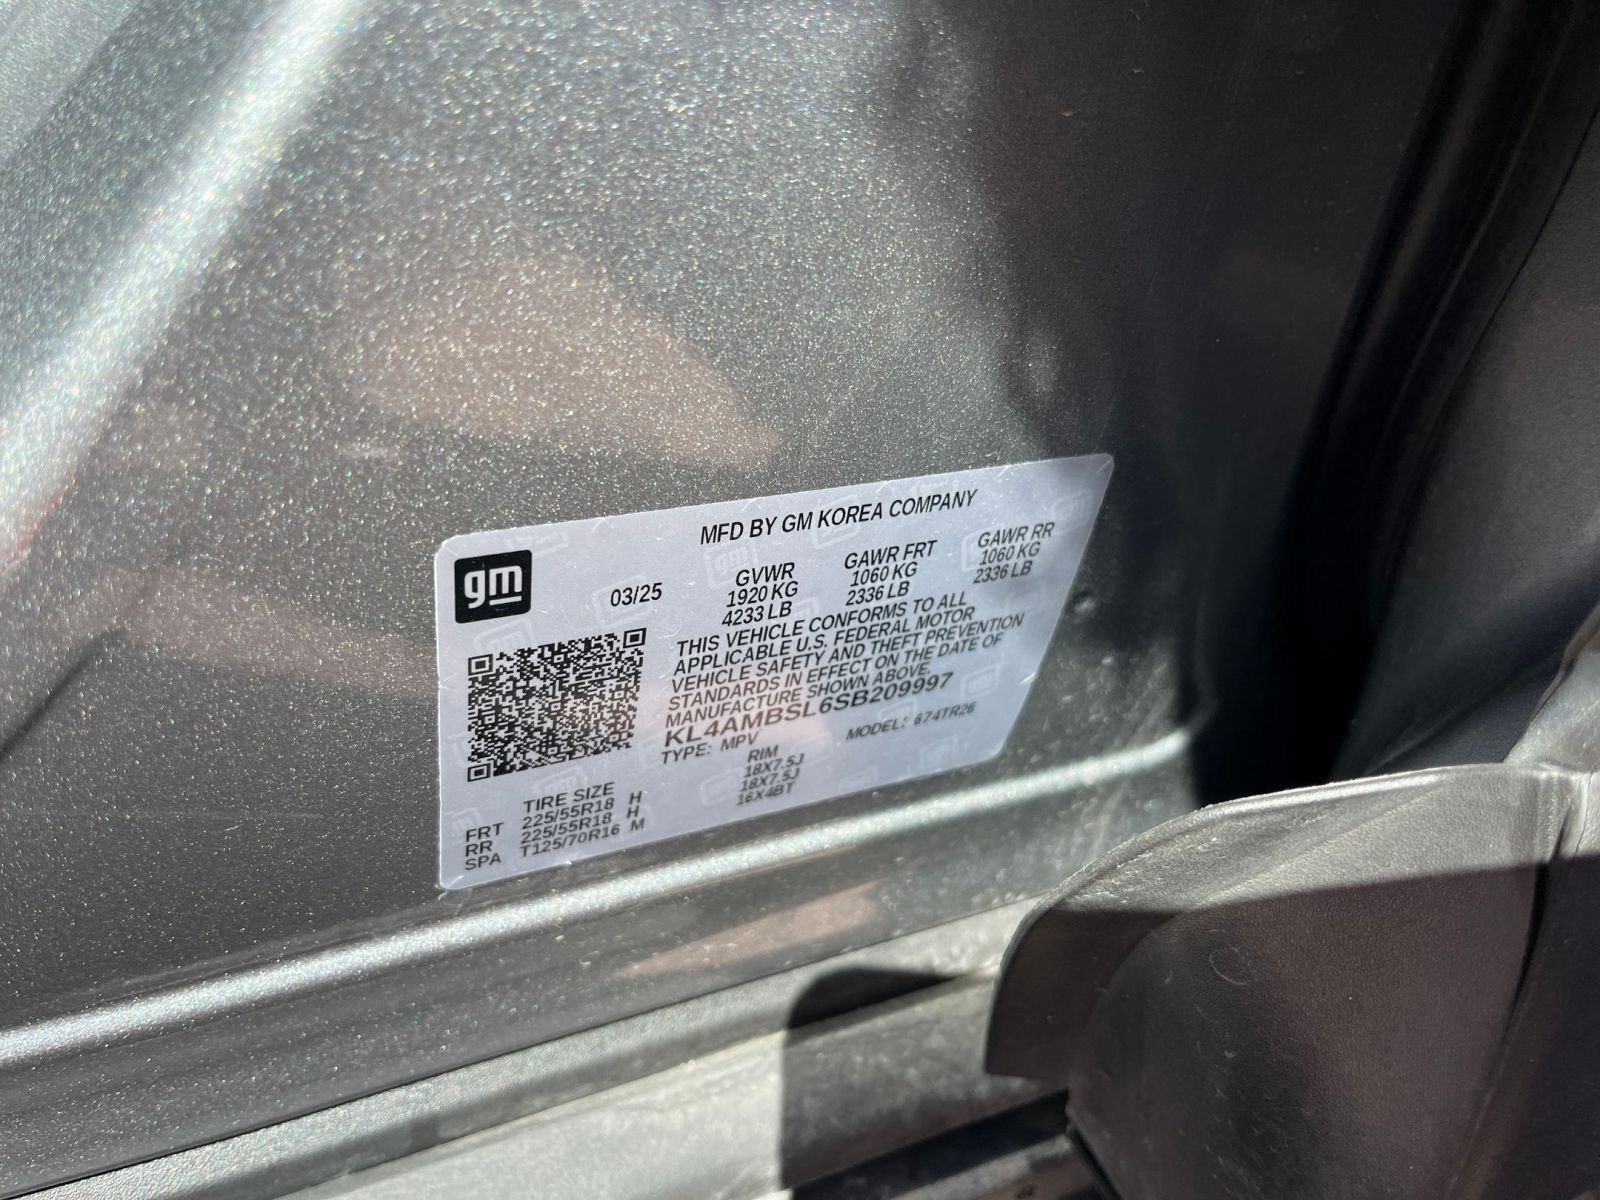 MFD BY GM KOREA COMPANY
gm
03/25
GVWR
1920 KG
4233 LB
GAWR FRT
1060 KG
2336 LB
GAWR RR
1060 KG
2336 LB
THIS VEHICLE CONFORMS TO ALL
APPLICABLE U.S. FEDERAL MOTOR
VEHICLE SAFETY AND THEFT PREVENTION
STANDARDS IN EFFECT ON THE DATE OF
MANUFACTURE SHOWN ABOVE.
KL4AMBSL6SB209997
TYPE: MPV MODEL: 674TR26
TIRE SIZE RIM
FRT 225/55R18 H 18X7.5J
RR 225/55R18 H 18X7.5J
SPA T125/70R16 M 16X4BT